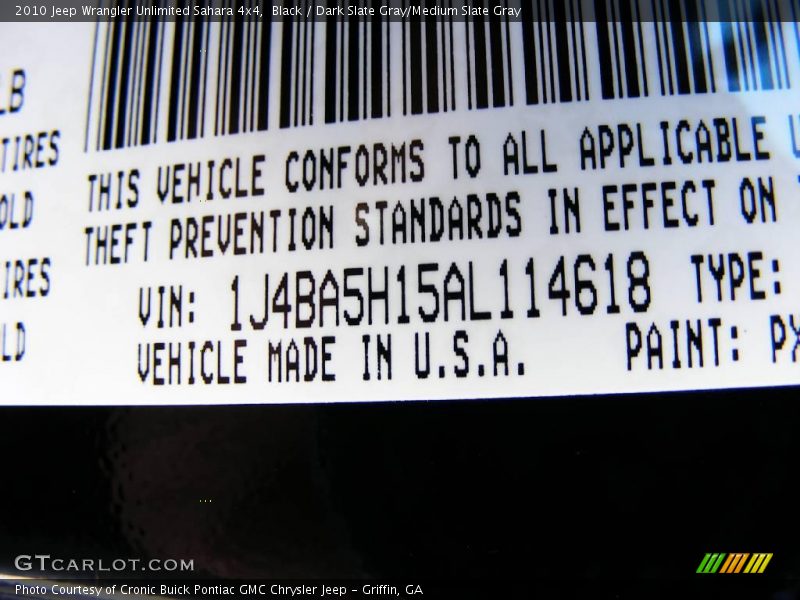 2010 Jeep Wrangler Unlimited Sahara 4x4, Black / Dark Slate Gray/Medium Slate Gray
LB
TIRES
OLD
IRES
LD
THIS VEHICLE CONFORMS TO ALL APPLICABLE U
THEFT PREVENTION STANDARDS IN EFFECT ON
VIN: 1J4BA5H15AL114618 TYPE:
VEHICLE MADE IN U.S.A. PAINT: PX
GTCARLOT.COM
Photo Courtesy of Cronic Buick Pontiac GMC Chrysler Jeep - Griffin, GA